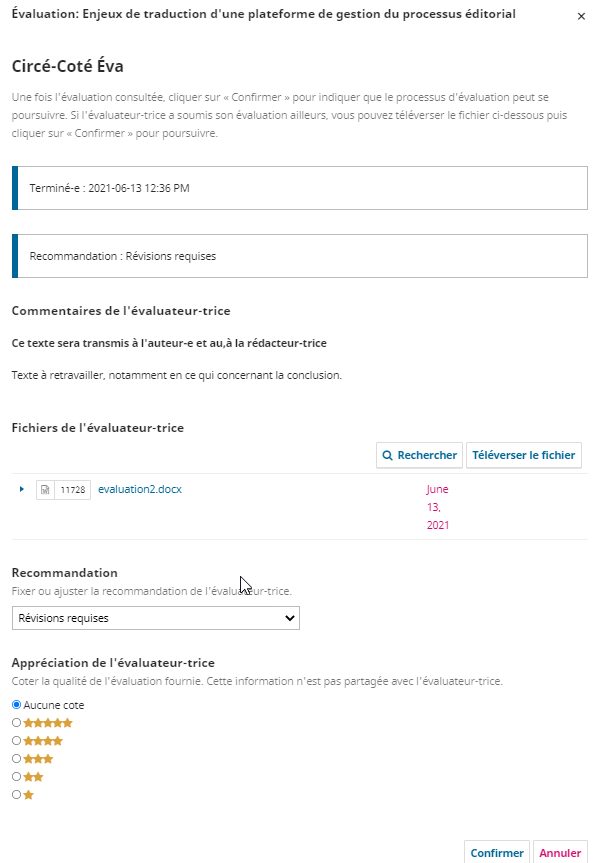 Évaluation: Enjeux de traduction d'une plateforme de gestion du processus éditorial
×
Circé-Coté Éva
Une fois l'évaluation consultée, cliquer sur « Confirmer » pour indiquer que le processus d'évaluation peut se
poursuivre. Si l'évaluateur-trice a soumis son évaluation ailleurs, vous pouvez téléverser le fichier ci-dessous puis
cliquer sur « Confirmer » pour poursuivre.
Terminé-e : 2021-06-13 12:36 PM
Recommandation : Révisions requises
Commentaires de l'évaluateur-trice
Ce texte sera transmis à l'auteur-e et au,à la rédacteur-trice
Texte à retravailler, notamment en ce qui concernant la conclusion.
Fichiers de l'évaluateur-trice
Rechercher Téléverser le fichier
11728 evaluation2.docx June
13,
2021
Recommandation
Fixer ou ajuster la recommandation de l'évaluateur-trice.
Révisions requises
Appréciation de l'évaluateur-trice
Coter la qualité de l'évaluation fournie. Cette information n'est pas partagée avec l'évaluateur-trice.
Aucune cote
Confirmer Annuler